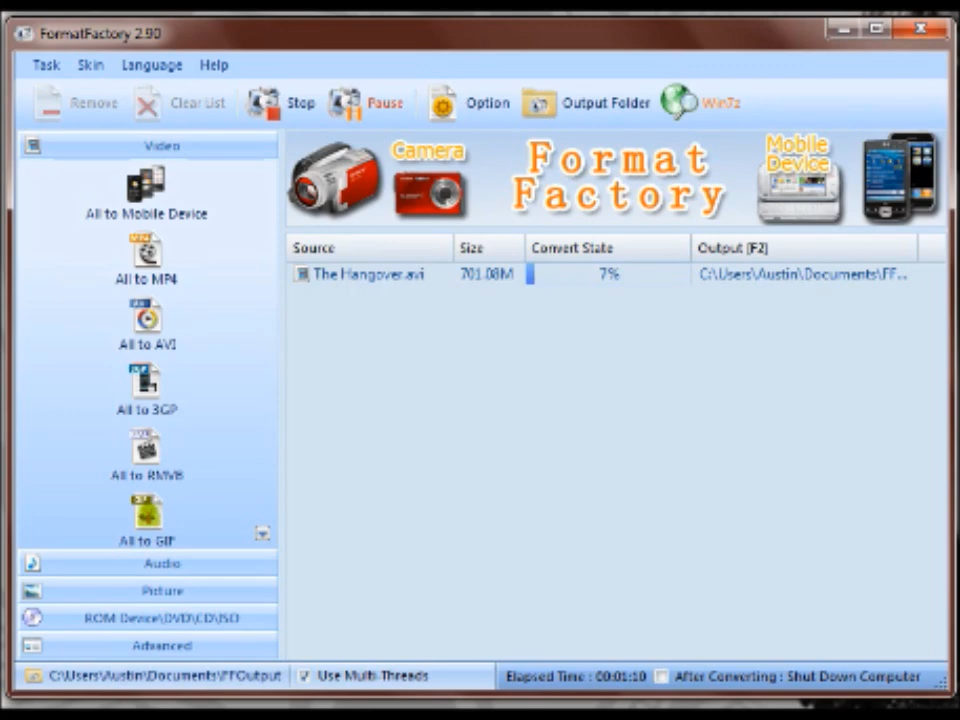 FormatFactory 2.90
Task Skin Language Help
Remove Clear List Stop Pause Option Output Folder Win7z
Video
Camera
Format
Factory
Mobile
Device
All to Mobile Device
All to MP4
All to AVI
All to 3GP
All to RMVB
All to GIF
Source Size Convert State Output [F2]
The Hangover.avi 701.08M 7% C:\Users\Austin\Documents\FF...
Audio
Picture
ROM Device\DVD\CD\ISO
Advanced
C:\Users\Austin\Documents\FFOutput Use Multi-Threads Elapsed Time : 00:01:10 After Converting : Shut Down Computer